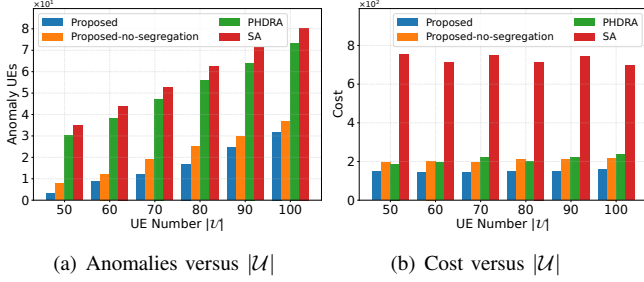 ×10¹
Proposed
Proposed-no-segregation
PHDRA
SA
Anomaly UEs
8
7
6
5
4
3
2
1
0
50 60 70 80 90 100
UE Number |𝒰|
(a) Anomalies versus |𝒰|
×10²
Proposed
Proposed-no-segregation
PHDRA
SA
Cost
8
6
4
2
0
50 60 70 80 90 100
UE Number |𝒰|
(b) Cost versus |𝒰|